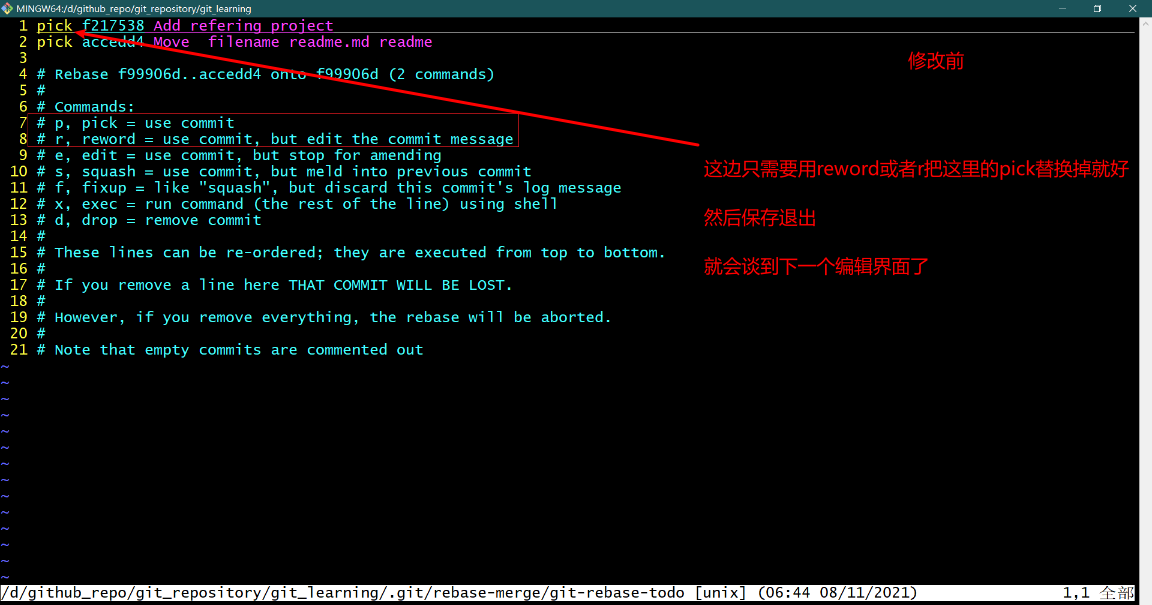 MINGW64:/d/github_repo/git_repository/git_learning
1 pick f217538 Add refering project
2 pick accedd4 Move  filename readme.md readme
修改前
3
4 # Rebase f99906d..accedd4 onto f99906d (2 commands)
5 #
6 # Commands:
7 # p, pick = use commit
8 # r, reword = use commit, but edit the commit message
9 # e, edit = use commit, but stop for amending
这边只需要用reword或者r把这里的pick替换掉就好
10 # s, squash = use commit, but meld into previous commit
11 # f, fixup = like "squash", but discard this commit's log message
12 # x, exec = run command (the rest of the line) using shell
然后保存退出
13 # d, drop = remove commit
14 #
15 # These lines can be re-ordered; they are executed from top to bottom.
就会谈到下一个编辑界面了
16 #
17 # If you remove a line here THAT COMMIT WILL BE LOST.
18 #
19 # However, if you remove everything, the rebase will be aborted.
20 #
21 # Note that empty commits are commented out
~
~
~
~
~
~
~
~
~
~
~
~
~
~
/d/github_repo/git_repository/git_learning/.git/rebase-merge/git-rebase-todo [unix] (06:44 08/11/2021) 1,1 全部